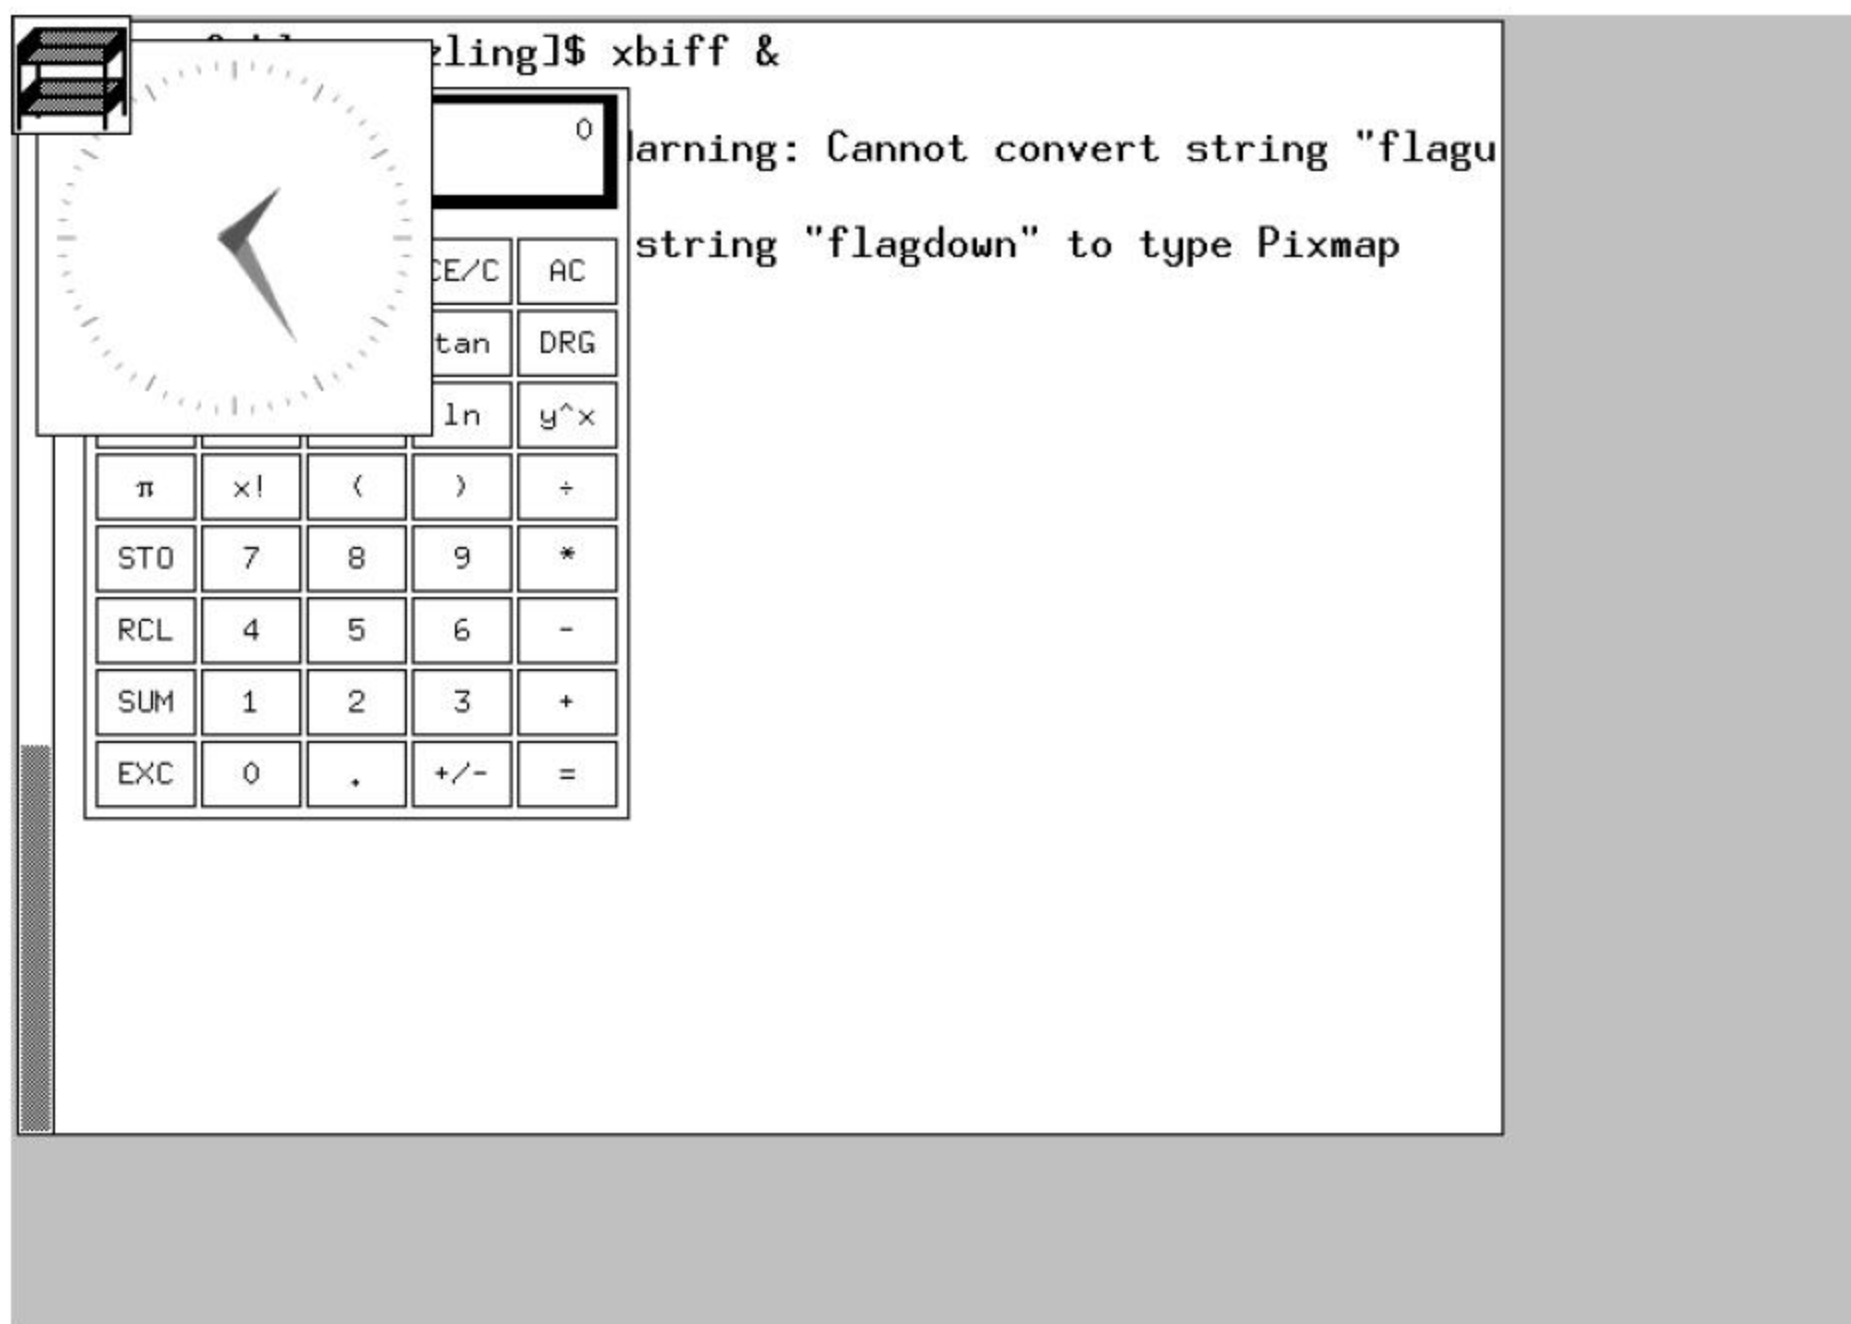 zling]$ xbiff &
0
arning: Cannot convert string "flagu
string "flagdown" to type Pixmap
CE/C AC
tan DRG
ln y^x
π x! ( ) ÷
STO 7 8 9 *
RCL 4 5 6 -
SUM 1 2 3 +
EXC 0 . +/- =